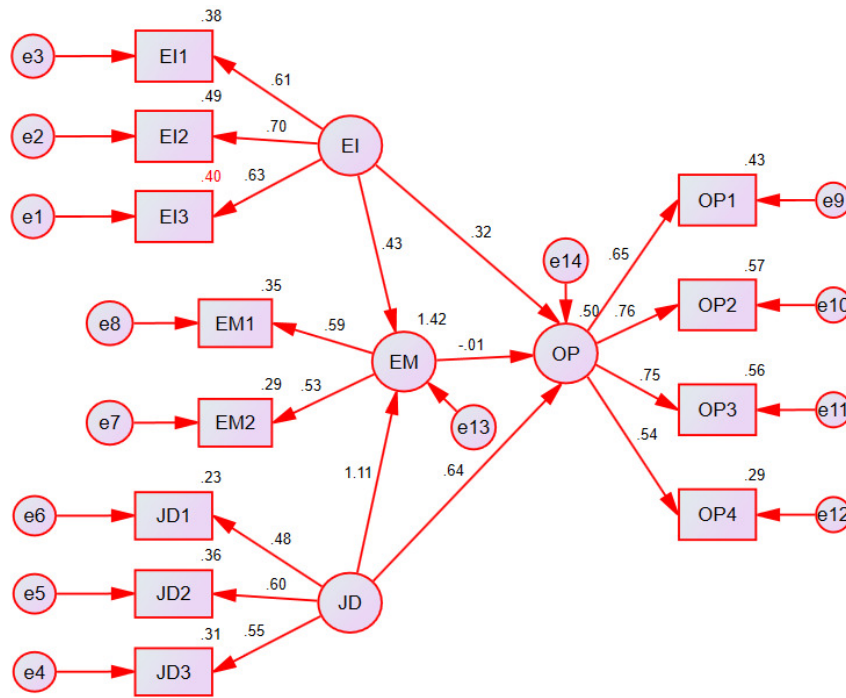 .38
e3
EI1
.61
.49
e2
EI2
.70
EI
.40
.63
e1
EI3
.43
OP1
e9
.43
.32
.65
e14
.57
.50
.76
OP2
e10
.35
e8
EM1
.59
1.42
EM
-.01
OP
.29
e7
EM2
.53
e13
.75
.56
OP3
e11
.54
.29
OP4
e12
1.11
.64
.23
e6
JD1
.48
.36
e5
JD2
.60
JD
.31
.55
e4
JD3